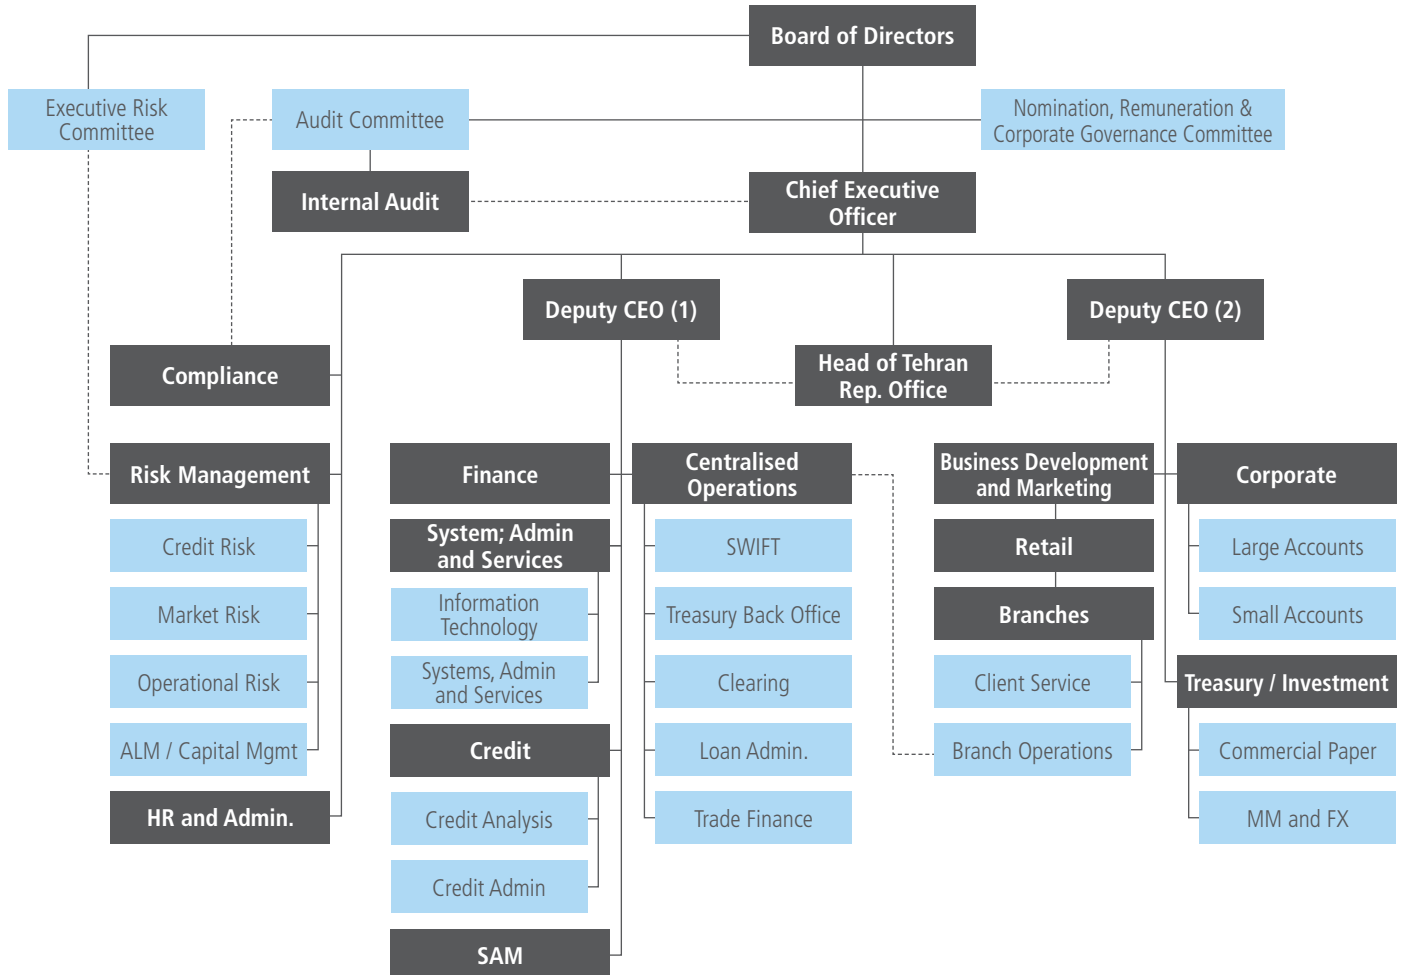 Board of Directors
Executive Risk
Committee
Audit Committee
Nomination, Remuneration &
Corporate Governance Committee
Internal Audit
Chief Executive
Officer
Deputy CEO (1)
Deputy CEO (2)
Compliance
Head of Tehran
Rep. Office
Risk Management
Credit Risk
Market Risk
Operational Risk
ALM / Capital Mgmt
HR and Admin.
Finance
System; Admin
and Services
Information
Technology
Systems, Admin
and Services
Credit
Credit Analysis
Credit Admin
SAM
Centralised
Operations
SWIFT
Treasury Back Office
Clearing
Loan Admin.
Trade Finance
Business Development
and Marketing
Retail
Branches
Client Service
Branch Operations
Corporate
Large Accounts
Small Accounts
Treasury / Investment
Commercial Paper
MM and FX